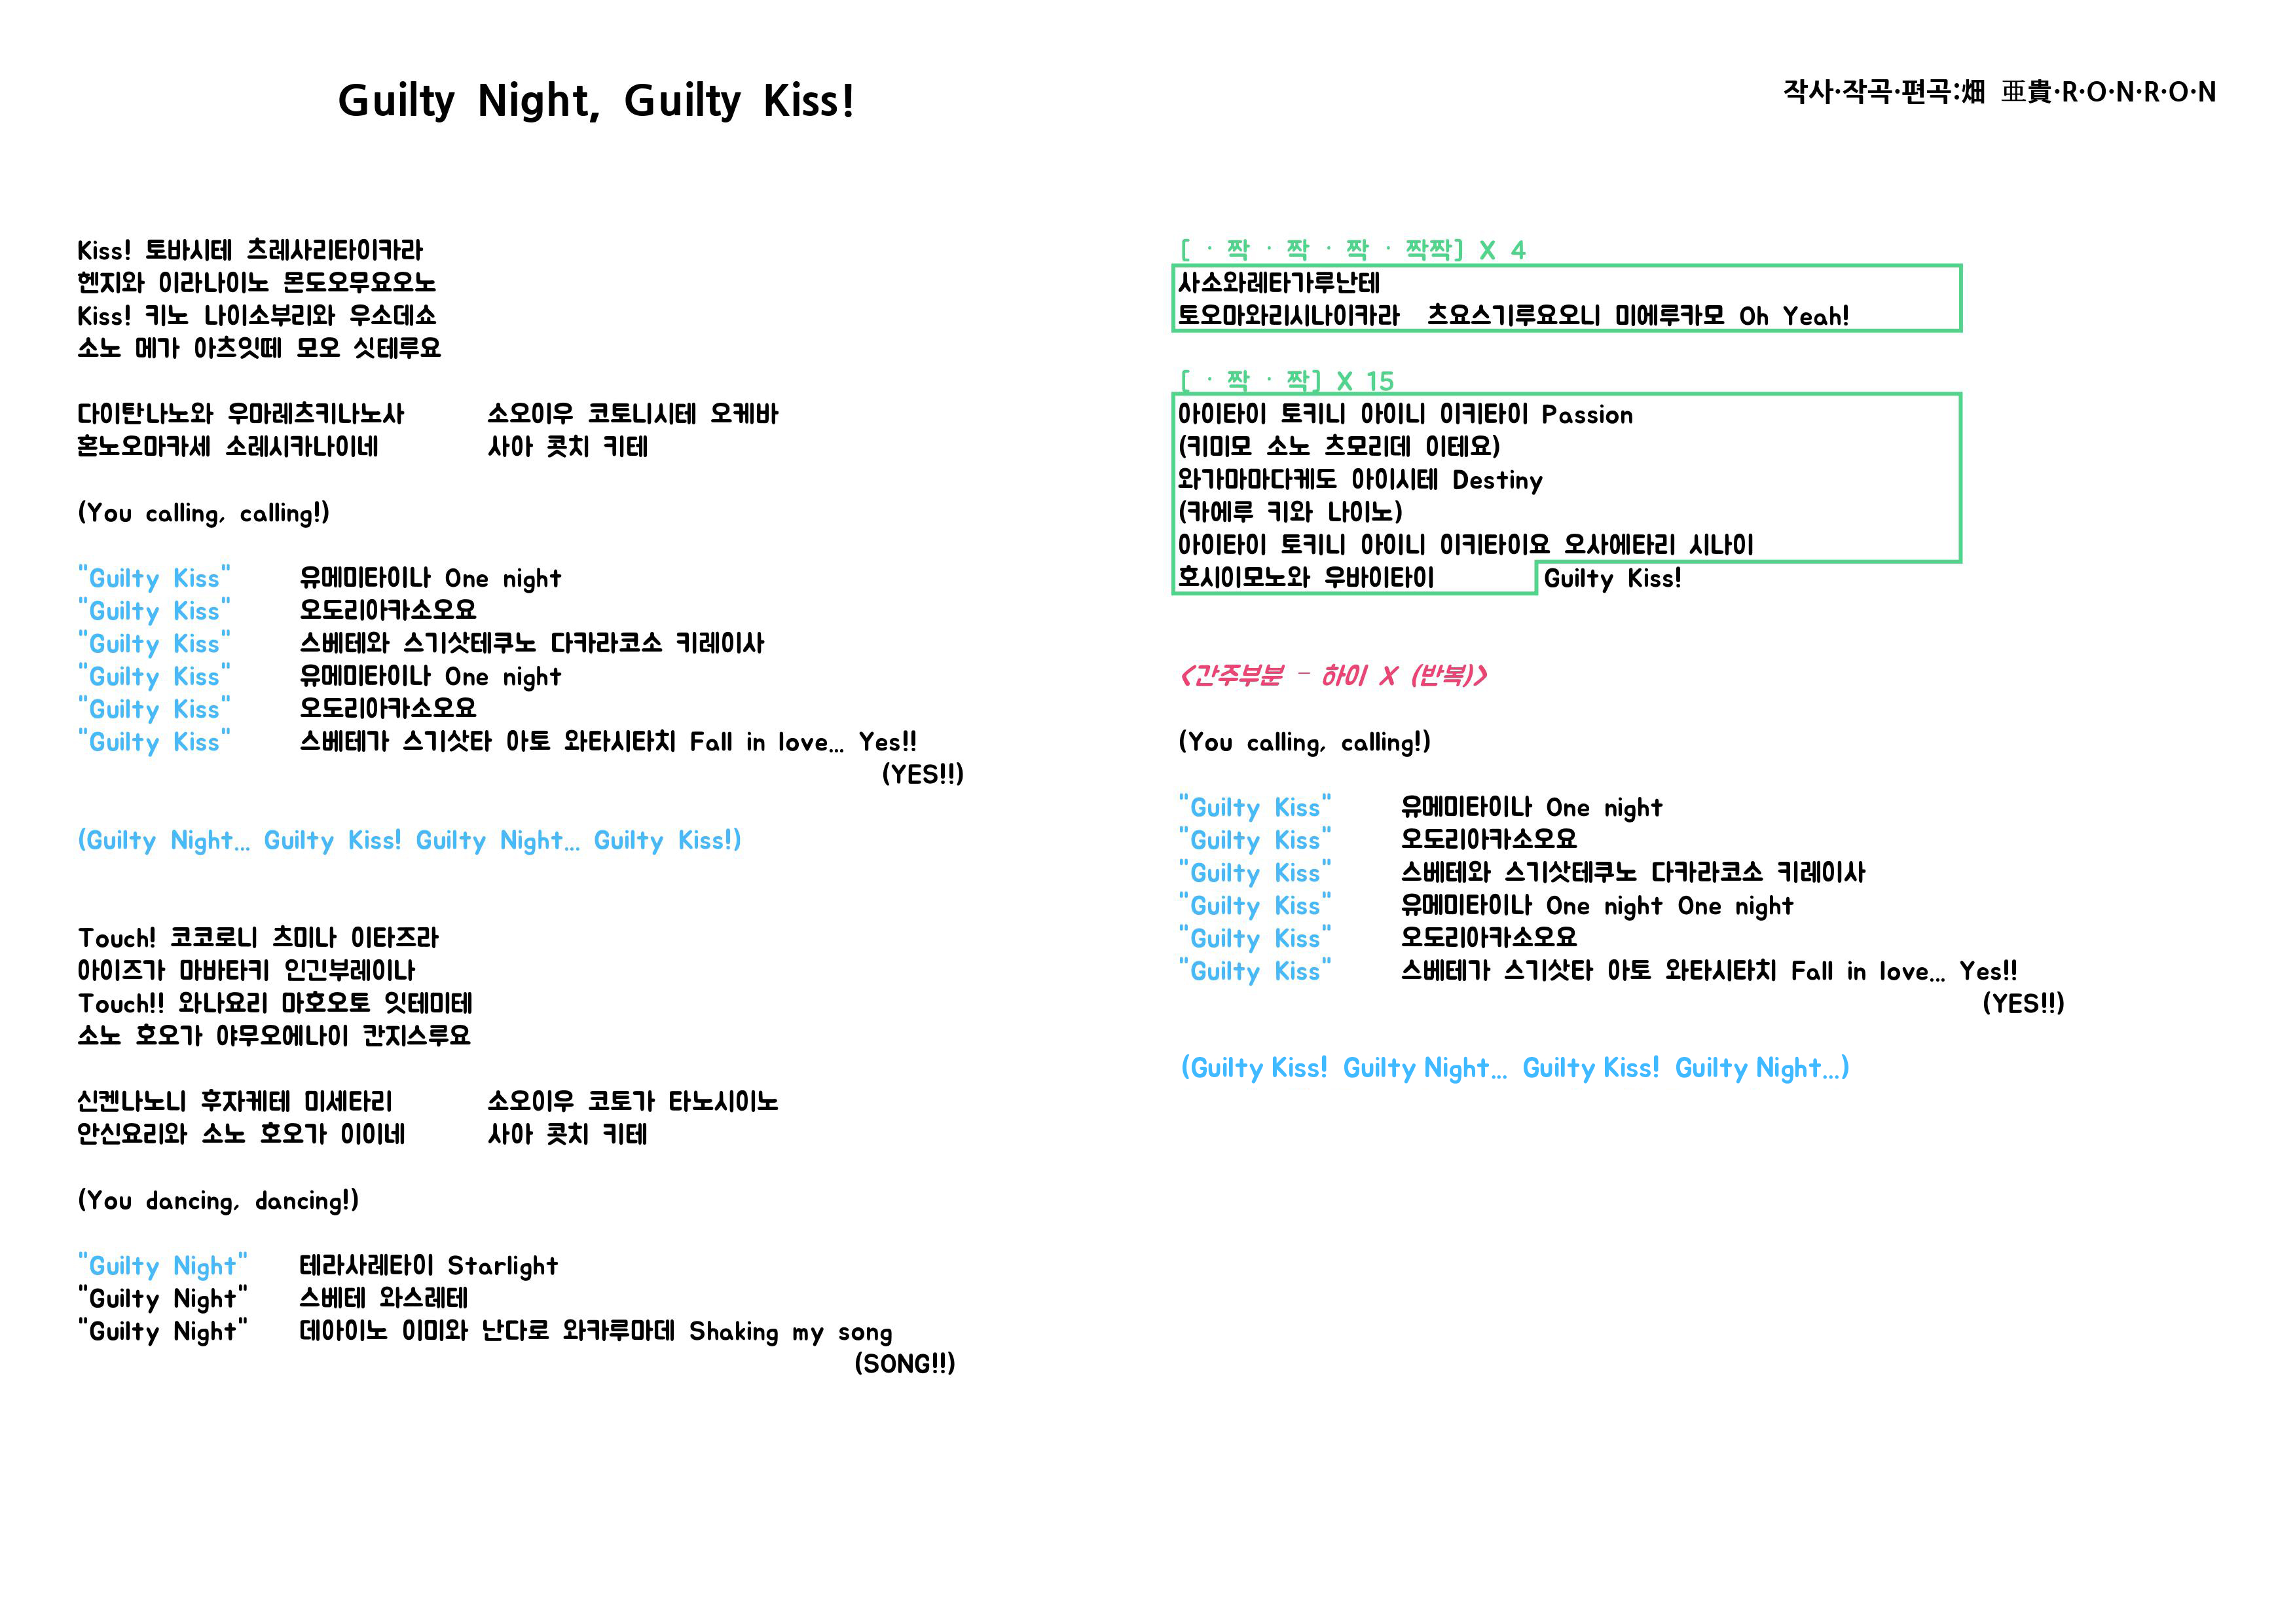 Guilty Night, Guilty Kiss!
작사·작곡·편곡:畑 亜貴·R·O·N·R·O·N
Kiss! 토바시테 츠레사리타이카라
헨지와 이라나이노 몬도오무요오노
Kiss! 키노 나이소부리와 우소데쇼
소노 메가 아츠잇떼 모오 싯테루요
다이탄나노와 우마레츠키나노사 소오이우 코토니시테 오케바
혼노오마카세 소레시카나이네 사아 콧치 키테
(You calling, calling!)
"Guilty Kiss" 유메미타이나 One night
"Guilty Kiss" 오도리아카소오요
"Guilty Kiss" 스베테와 스기삿테쿠노 다카라코소 키레이사
"Guilty Kiss" 유메미타이나 One night
"Guilty Kiss" 오도리아카소오요
"Guilty Kiss" 스베테가 스기삿타 아토 와타시타치 Fall in love... Yes!!
(YES!!)
(Guilty Night... Guilty Kiss! Guilty Night... Guilty Kiss!)
Touch! 코코로니 츠미나 이타즈라
아이즈가 마바타키 인긴부레이나
Touch!! 와나요리 마호오토 잇테미테
소노 호오가 야무오에나이 칸지스루요
신켄나노니 후자케테 미세타리 소오이우 코토가 타노시이노
안신요리와 소노 호오가 이이네 사아 콧치 키테
(You dancing, dancing!)
"Guilty Night" 테라사레타이 Starlight
"Guilty Night" 스베테 와스레테
"Guilty Night" 데아이노 이미와 난다로 와카루마데 Shaking my song
(SONG!!)
[ · 짝 · 짝 · 짝 · 짝짝] X 4
사소와레타가루난테
토오마와리시나이카라 츠요스기루요오니 미에루카모 Oh Yeah!
[ · 짝 · 짝] X 15
아이타이 토키니 아이니 이키타이 Passion
(키미모 소노 츠모리데 이테요)
와가마마다케도 아이시테 Destiny
(카에루 키와 나이노)
아이타이 토키니 아이니 이키타이요 오사에타리 시나이
호시이모노와 우바이타이 Guilty Kiss!
<간주부분 - 하이 X (반복)>
(You calling, calling!)
"Guilty Kiss" 유메미타이나 One night
"Guilty Kiss" 오도리아카소오요
"Guilty Kiss" 스베테와 스기삿테쿠노 다카라코소 키레이사
"Guilty Kiss" 유메미타이나 One night One night
"Guilty Kiss" 오도리아카소오요
"Guilty Kiss" 스베테가 스기삿타 아토 와타시타치 Fall in love... Yes!!
(YES!!)
(Guilty Kiss! Guilty Night... Guilty Kiss! Guilty Night...)